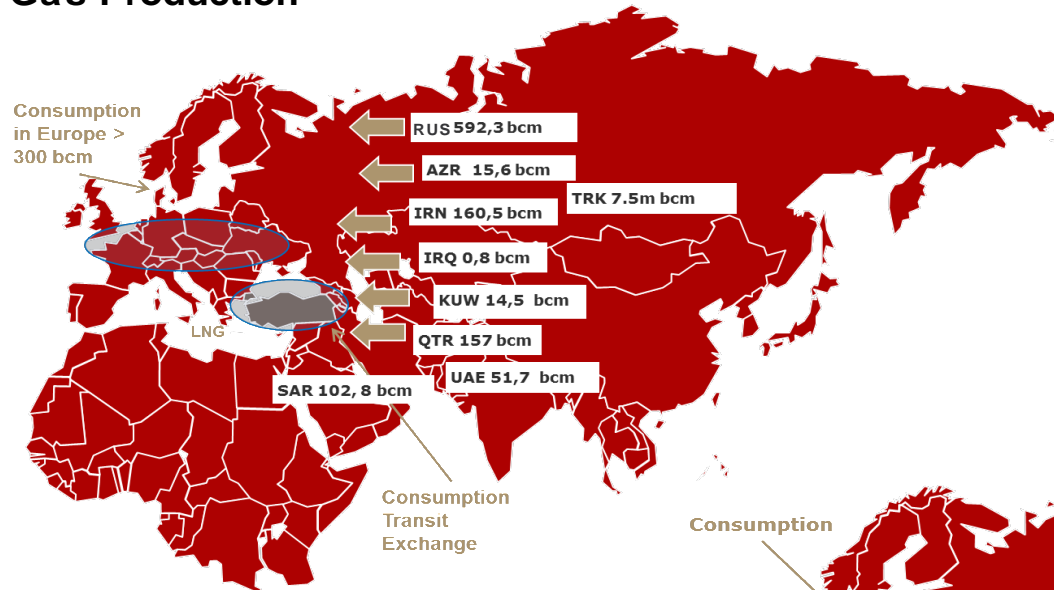 Gas Production
Consumption
in Europe >
300 bcm
RUS 592,3 bcm
AZR 15,6 bcm
TRK 7.5m bcm
IRN 160,5 bcm
IRQ 0,8 bcm
KUW 14,5 bcm
LNG
QTR 157 bcm
UAE 51,7 bcm
SAR 102, 8 bcm
Consumption
Transit
Exchange
Consumption